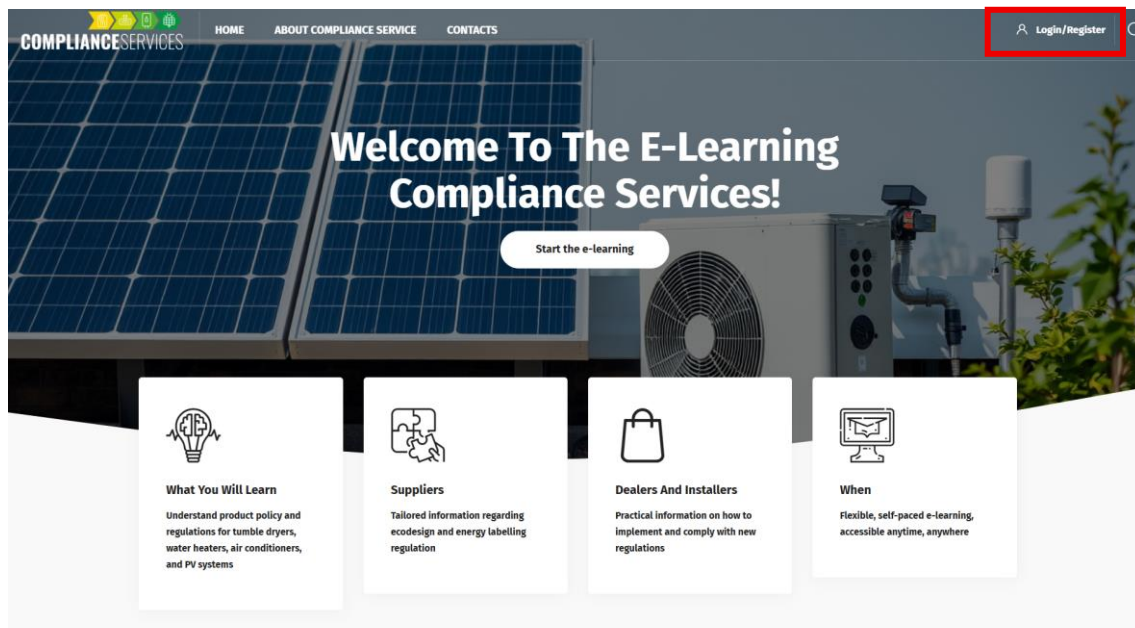 COMPLIANCESERVICES
HOME ABOUT COMPLIANCE SERVICE CONTACTS
Login/Register
Welcome To The E-Learning
Compliance Services!
Start the e-learning
What You Will Learn
Understand product policy and
regulations for tumble dryers,
water heaters, air conditioners,
and PV systems
Suppliers
Tailored information regarding
ecodesign and energy labelling
regulation
Dealers And Installers
Practical information on how to
implement and comply with new
regulations
When
Flexible, self-paced e-learning,
accessible anytime, anywhere